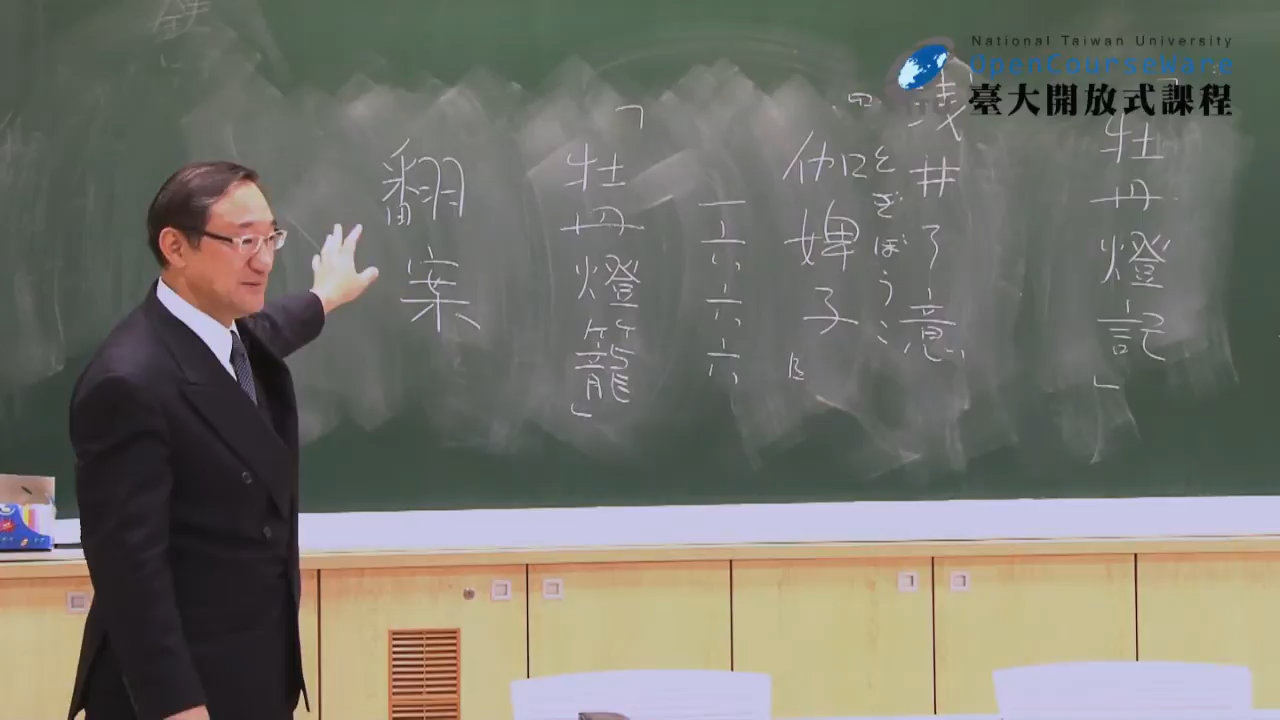 National Taiwan University
OpenCourseWare
臺大開放式課程
「牡丹燈記」
浅井了意
とぎぼうこ
『伽婢子』
一六六六
「牡丹燈籠」
翻案